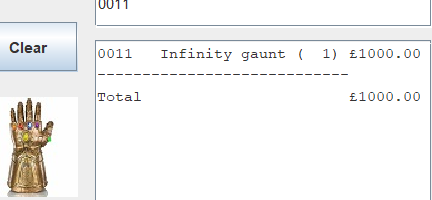 0011
Clear
0011   Infinity gaunt (  1) £1000.00
----------------------------
Total                       £1000.00